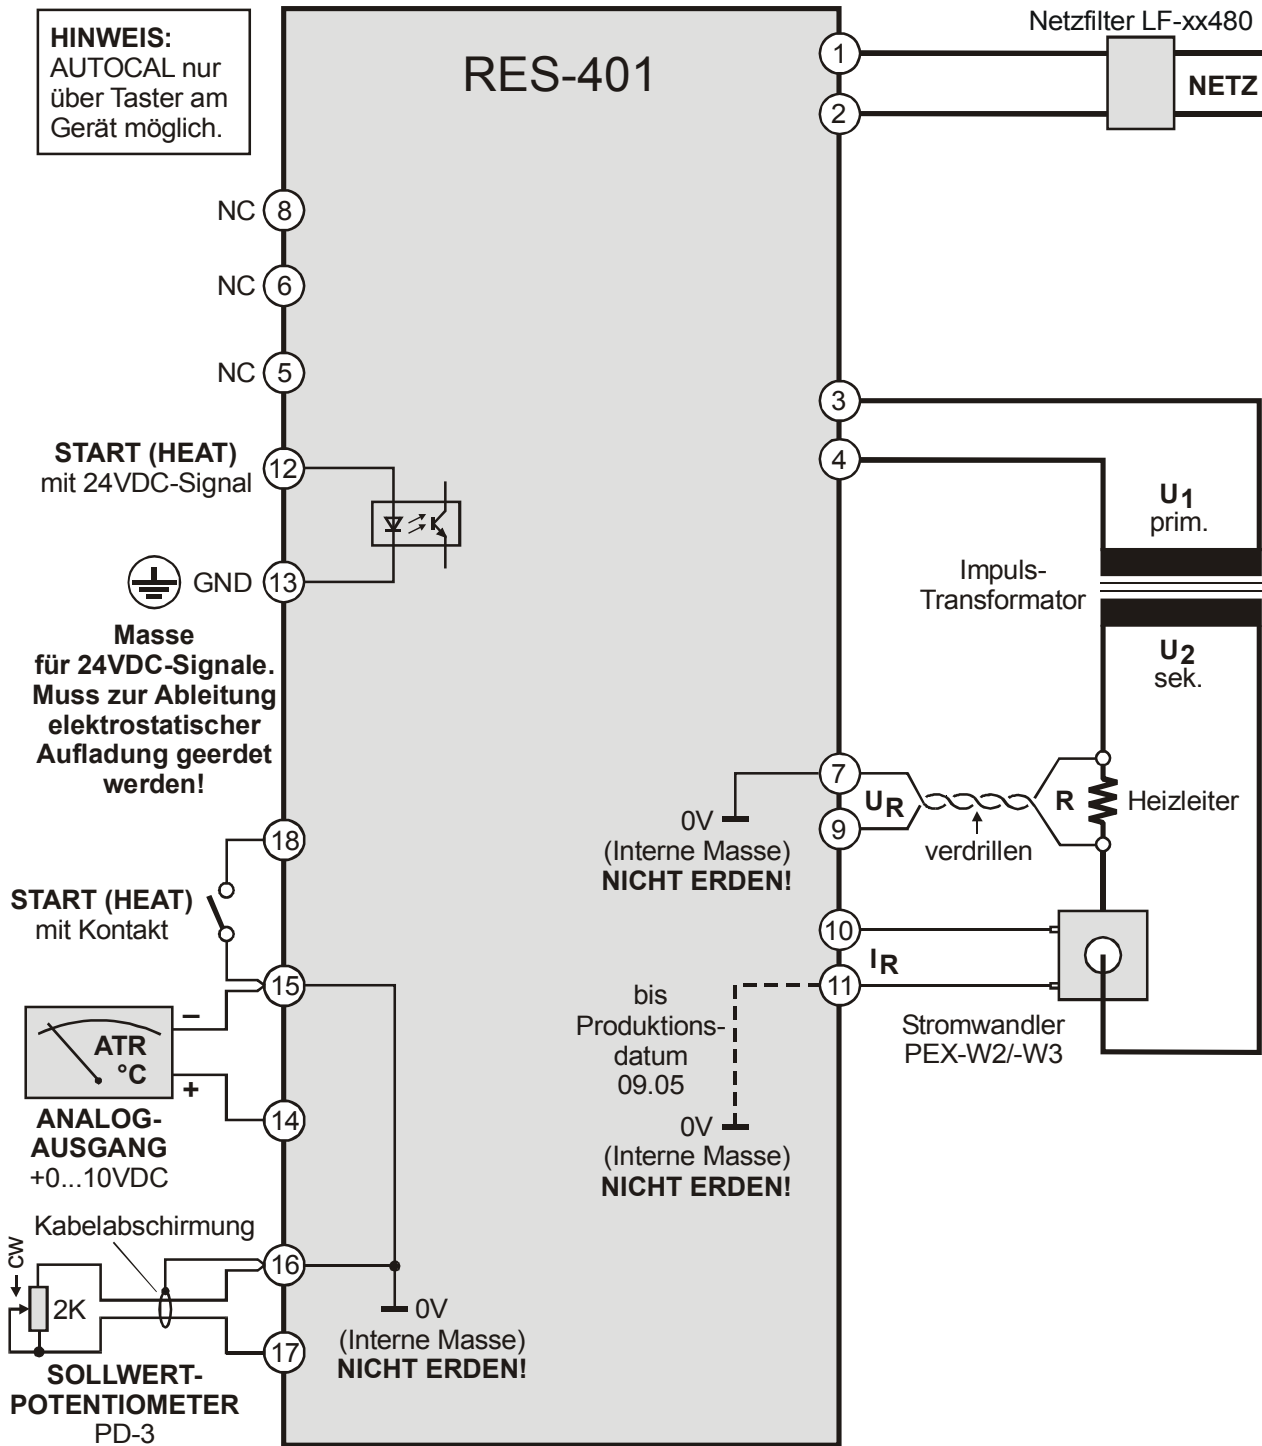 HINWEIS:
AUTOCAL nur
über Taster am
Gerät möglich.
RES-401
Netzfilter LF-xx480
NETZ
1
2
NC 8
NC 6
NC 5
3
4
START (HEAT)
mit 24VDC-Signal
12
GND 13
Masse
für 24VDC-Signale.
Muss zur Ableitung
elektrostatischer
Aufladung geerdet
werden!
U1
prim.
Impuls-
Transformator
U2
sek.
7
9
UR
R
Heizleiter
verdrillen
0V
(Interne Masse)
NICHT ERDEN!
18
START (HEAT)
mit Kontakt
15
10
IR
11
bis
Produktions-
datum
09.05
0V
(Interne Masse)
NICHT ERDEN!
Stromwandler
PEX-W2/-W3
ATR
°C
–
+
14
ANALOG-
AUSGANG
+0...10VDC
Kabelabschirmung
CW
2K
16
17
0V
(Interne Masse)
NICHT ERDEN!
SOLLWERT-
POTENTIOMETER
PD-3